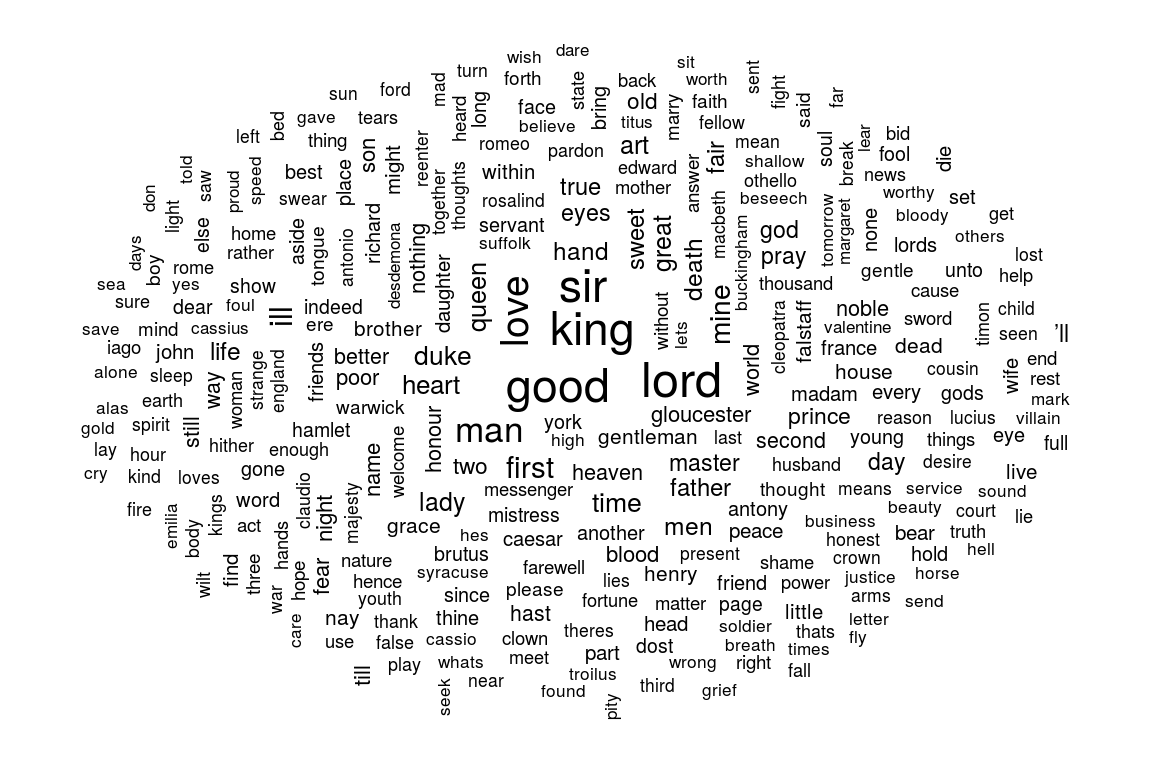 wish dare
turn forth back sit worth sent
sun ford mad state fight far
face old faith said
left bed gave tears heard long believe bring titus marry fellow
thing son romeo pardon art mean soul lear bid
told saw proud speed best place might reenter together thoughts within edward answer fair shallow break fool die
don light swear true mother othello news
rosalind beseech worthy set
else aside tongue richard servant eyes sweet great macbeth god tomorrow margaret none bloody get
days boy home antonio desdemona nothing suffolk death buckingham lords others
rome rather daughter queen hand pray lost
sea yes show love sir without mine thousand gentle unto help
sure dear foul ill indeed king lets cleopatra falstaff noble cause child
save mind cassius ere brother valentine sword timon seen ’ll
iago john life friends better duke world france dead
alone sleep way woman strange england poor heart good lord house cousin wife end
earth warwick madam every gods rest mark
alas gloucester prince reason lucius villain
gold spirit still hamlet honour man york
lay hither enough name welcome high gentleman last second young things eye full
hour
cry kind loves gone two first heaven master husband day desire live
fire emilia kings word claudio night majesty lady messenger time father thought means service sound
body act hands grace mistress antony beauty court lie
hes caesar another men peace business bear truth
wilt find three war hope fear nature brutus blood present honest hold hell
hence syracuse farewell lies henry shame crown horse
care youth since please fortune friend power justice arms send
nay thank thine hast matter page little letter
use false cassio clown theres head soldier thats fly
till play whats meet part dost breath times
seek near troilus wrong right fall
found pity third grief